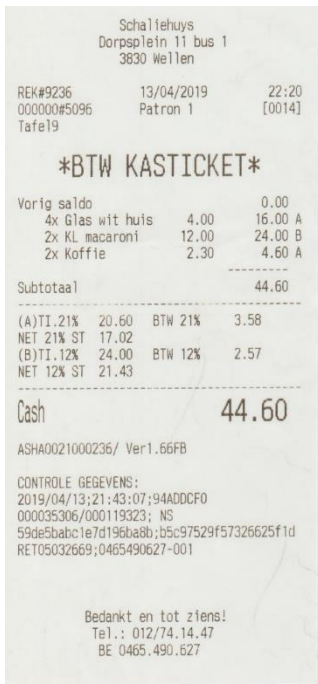 Schaliehuys
Dorpsplein 11 bus 1
3830 Wellen
REK#9236 13/04/2019 22:20
000000#5096 Patron 1 [0014]
Tafel9
*BTW KASTICKET*
Vorig saldo 0.00
4x Glas wit huis 4.00 16.00 A
2x KL macaroni 12.00 24.00 B
2x Koffie 2.30 4.60 A
Subtotaal 44.60
(A)TI.21% 20.60 BTW 21% 3.58
NET 21% ST 17.02
(B)TI.12% 24.00 BTW 12% 2.57
NET 12% ST 21.43
Cash 44.60
ASHA0021000236/ Ver1.66FB
CONTROLE GEGEVENS:
2019/04/13;21:43:07;94ADDCF0
000035306/000119323; NS
59de5babc1e7d196ba8b;b5c97529f57326625f1d
RET05032669;0465490627-001
Bedankt en tot ziens!
Tel.: 012/74.14.47
BE 0465.490.627